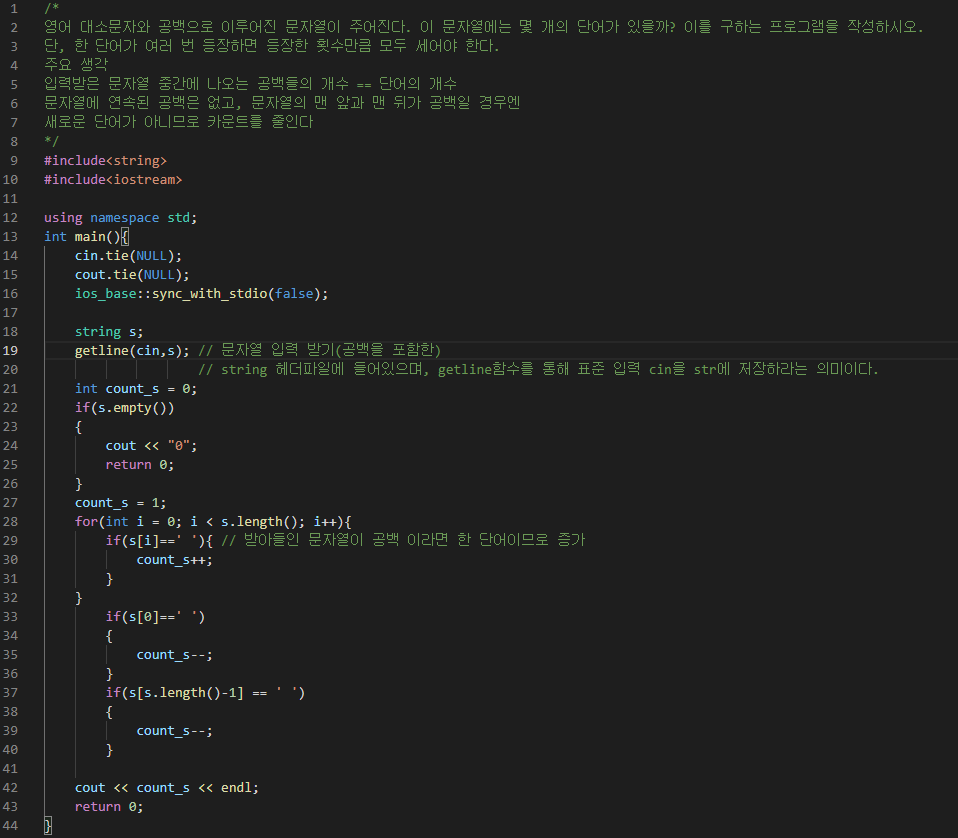 1 /*
2 영어 대소문자와 공백으로 이루어진 문자열이 주어진다. 이 문자열에는 몇 개의 단어가 있을까? 이를 구하는 프로그램을 작성하시오.
3 단, 한 단어가 여러 번 등장하면 등장한 횟수만큼 모두 세어야 한다.
4 주요 생각
5 입력받은 문자열 중간에 나오는 공백들의 개수 == 단어의 개수
6 문자열에 연속된 공백은 없고, 문자열의 맨 앞과 맨 뒤가 공백일 경우엔
7 새로운 단어가 아니므로 카운트를 줄인다
8 */
9 #include<string>
10 #include<iostream>
11
12 using namespace std;
13 int main(){
14     cin.tie(NULL);
15     cout.tie(NULL);
16     ios_base::sync_with_stdio(false);
17
18     string s;
19     getline(cin,s); // 문자열 입력 받기(공백을 포함한)
20                     // string 헤더파일에 들어있으며, getline함수를 통해 표준 입력 cin을 str에 저장하라는 의미이다.
21     int count_s = 0;
22     if(s.empty())
23     {
24         cout << "0";
25         return 0;
26     }
27     count_s = 1;
28     for(int i = 0; i < s.length(); i++){
29         if(s[i]==' '){ // 받아들인 문자열이 공백 이라면 한 단어이므로 증가
30             count_s++;
31         }
32     }
33         if(s[0]==' ')
34         {
35             count_s--;
36         }
37         if(s[s.length()-1] == ' ')
38         {
39             count_s--;
40         }
41
42     cout << count_s << endl;
43     return 0;
44 }